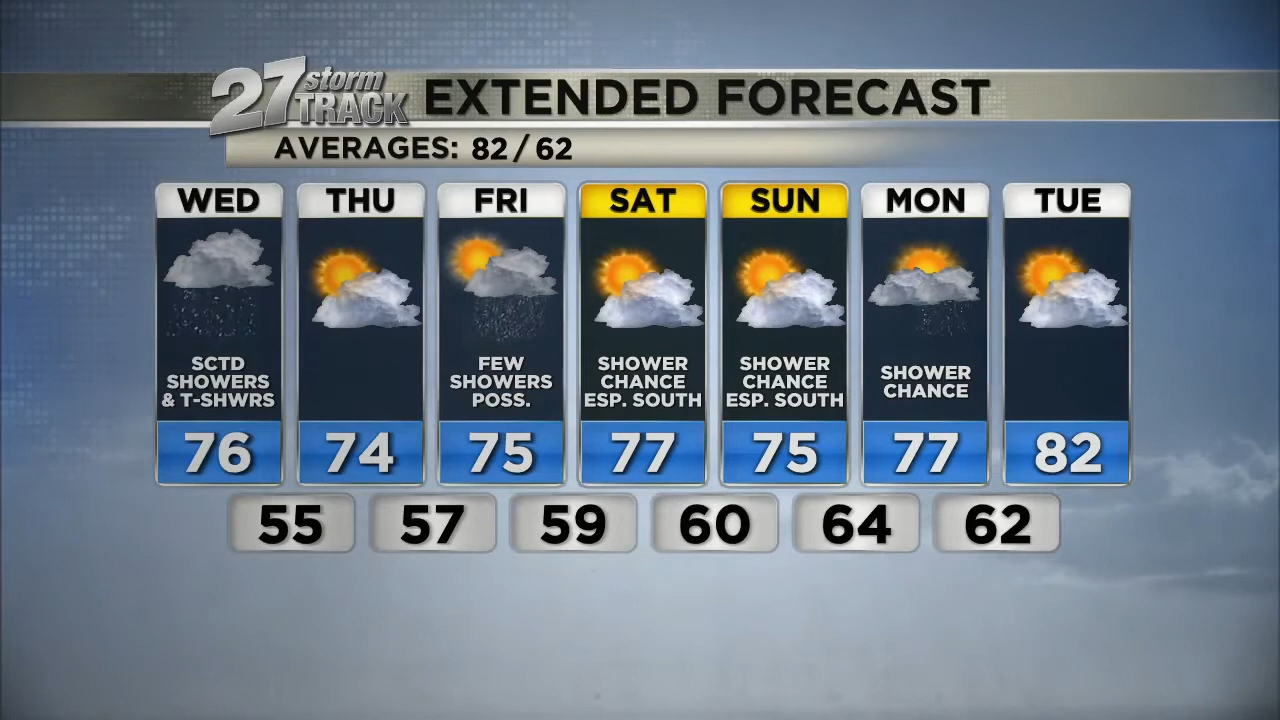 27 storm TRACK EXTENDED FORECAST
AVERAGES: 82 / 62
WED THU FRI SAT SUN MON TUE
SCTD
SHOWERS
& T-SHWRS
FEW
SHOWERS
POSS.
SHOWER
CHANCE
ESP. SOUTH
SHOWER
CHANCE
ESP. SOUTH
SHOWER
CHANCE
76 74 75 77 75 77 82
55 57 59 60 64 62